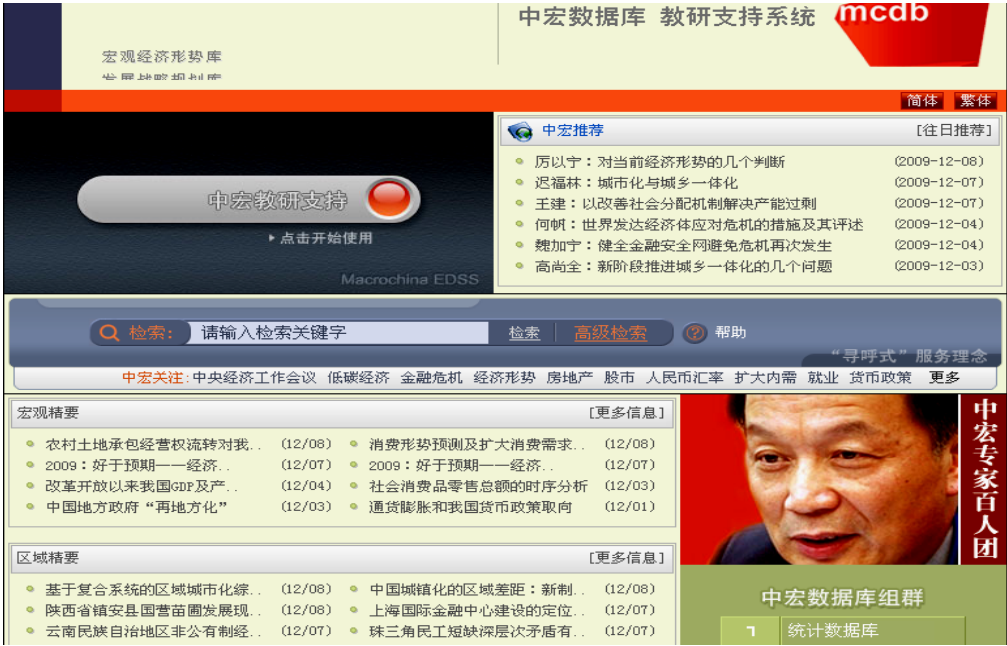 中宏数据库 教研支持系统
mcdb
宏观经济形势库
发展战略规划库
简体 繁体
中宏推荐 [往日推荐]
厉以宁：对当前经济形势的几个判断 (2009-12-08)
迟福林：城市化与城乡一体化 (2009-12-07)
王建：以改善社会分配机制解决产能过剩 (2009-12-07)
何帆：世界发达经济体应对危机的措施及其评述 (2009-12-04)
魏加宁：健全金融安全网避免危机再次发生 (2009-12-04)
高尚全：新阶段推进城乡一体化的几个问题 (2009-12-03)
中宏教研支持
点击开始使用
Macrochina EDSS
检索： 请输入检索关键字 检索 高级检索 ? 帮助
“寻呼式”服务理念
中宏关注:中央经济工作会议 低碳经济 金融危机 经济形势 房地产 股市 人民币汇率 扩大内需 就业 货币政策 更多
宏观精要 [更多信息]
农村土地承包经营权流转对我.. (12/08) 消费形势预测及扩大消费需求.. (12/08)
2009：好于预期——经济.. (12/07) 2009：好于预期——经济.. (12/07)
改革开放以来我国GDP及产.. (12/04) 社会消费品零售总额的时序分析 (12/03)
中国地方政府“再地方化” (12/03) 通货膨胀和我国货币政策取向 (12/01)
中宏专家百人团
区域精要 [更多信息]
基于复合系统的区域城市化综.. (12/08) 中国城镇化的区域差距：新制.. (12/08)
陕西省镇安县国营苗圃发展现.. (12/08) 上海国际金融中心建设的定位.. (12/07)
云南民族自治地区非公有制经.. (12/07) 珠三角民工短缺深层次矛盾有.. (12/07)
中宏数据库组群
1 统计数据库